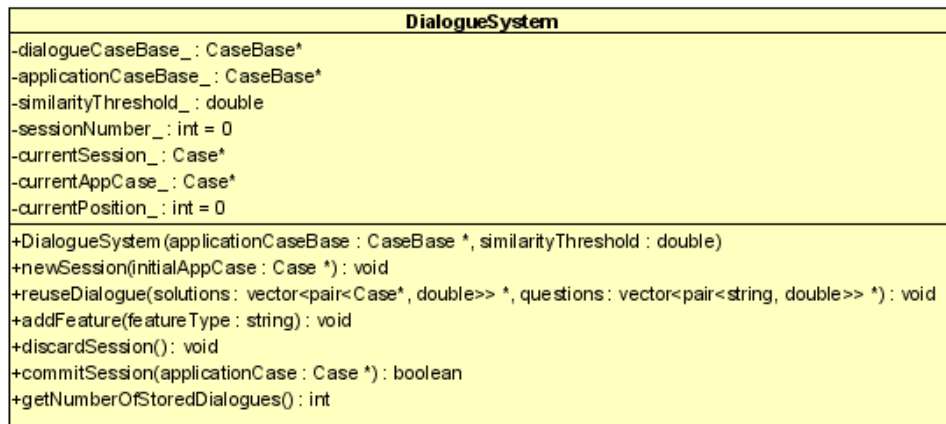 DialogueSystem
-dialogueCaseBase_ : CaseBase*
-applicationCaseBase_ : CaseBase*
-similarityThreshold_ : double
-sessionNumber_ : int = 0
-currentSession_ : Case*
-currentAppCase_ : Case*
-currentPosition_ : int = 0
+DialogueSystem(applicationCaseBase : CaseBase *, similarityThreshold : double)
+newSession(initialAppCase : Case *) : void
+reuseDialogue(solutions : vector<pair<Case*, double>> *, questions : vector<pair<string, double>> *) : void
+addFeature(featureType : string) : void
+discardSession() : void
+commitSession(applicationCase : Case *) : boolean
+getNumberOfStoredDialogues() : int